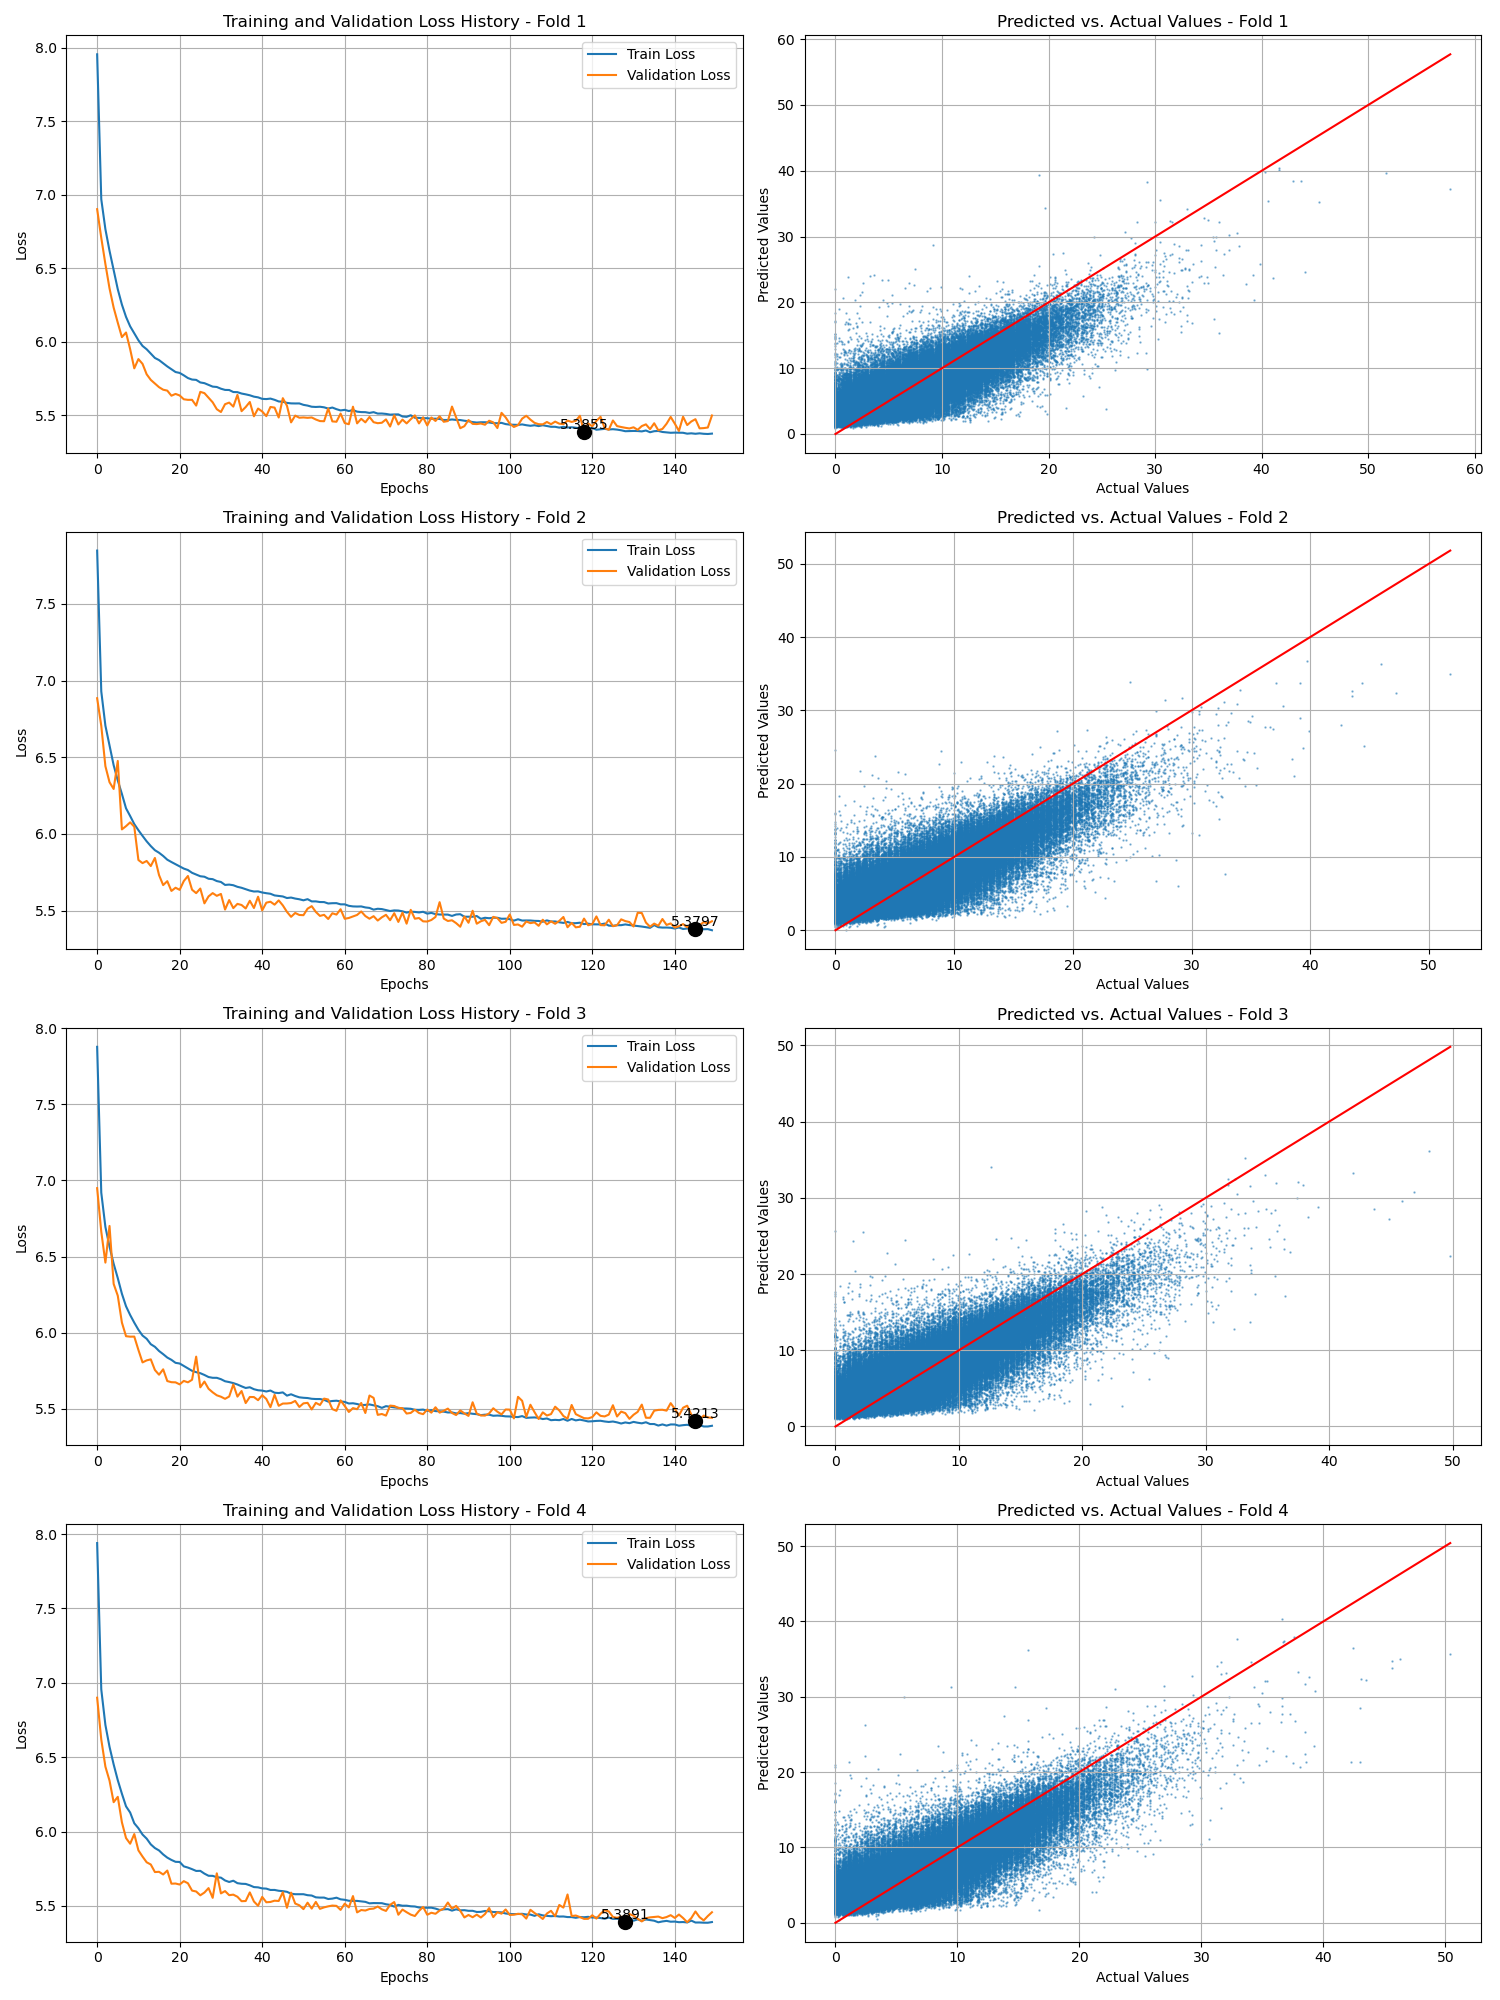 Training and Validation Loss History - Fold 1
Loss
8.0
7.5
7.0
6.5
6.0
5.5
Train Loss
Validation Loss
5.3855
0 20 40 60 80 100 120 140
Epochs
Predicted vs. Actual Values - Fold 1
Predicted Values
60
50
40
30
20
10
0
0 10 20 30 40 50 60
Actual Values
Training and Validation Loss History - Fold 2
Loss
7.5
7.0
6.5
6.0
5.5
Train Loss
Validation Loss
5.3797
0 20 40 60 80 100 120 140
Epochs
Predicted vs. Actual Values - Fold 2
Predicted Values
50
40
30
20
10
0
0 10 20 30 40 50
Actual Values
Training and Validation Loss History - Fold 3
Loss
8.0
7.5
7.0
6.5
6.0
5.5
Train Loss
Validation Loss
5.4213
0 20 40 60 80 100 120 140
Epochs
Predicted vs. Actual Values - Fold 3
Predicted Values
50
40
30
20
10
0
0 10 20 30 40 50
Actual Values
Training and Validation Loss History - Fold 4
Loss
8.0
7.5
7.0
6.5
6.0
5.5
Train Loss
Validation Loss
5.3891
0 20 40 60 80 100 120 140
Epochs
Predicted vs. Actual Values - Fold 4
Predicted Values
50
40
30
20
10
0
0 10 20 30 40 50
Actual Values